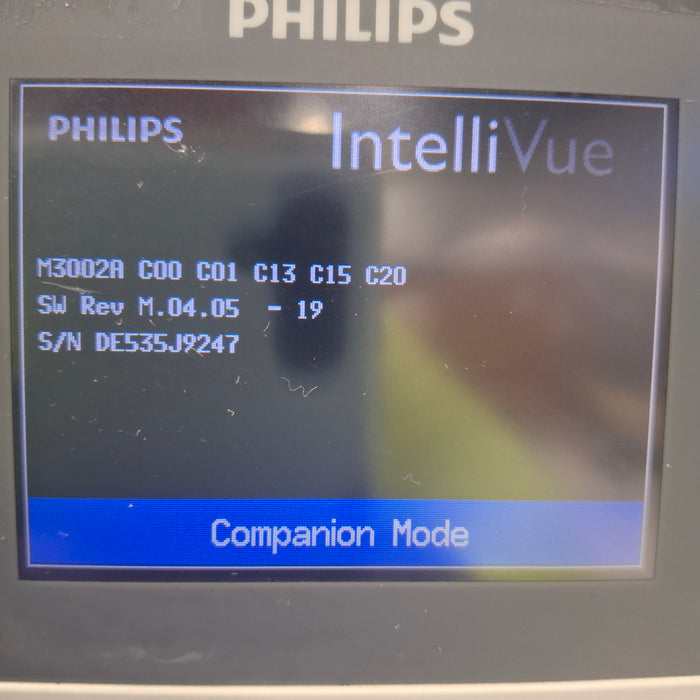 PHILIPS
PHILIPS
IntelliVue
M3002A C00 C01 C13 C15 C20
SW Rev M.04.05 - 19
S/N DE535J9247
Companion Mode